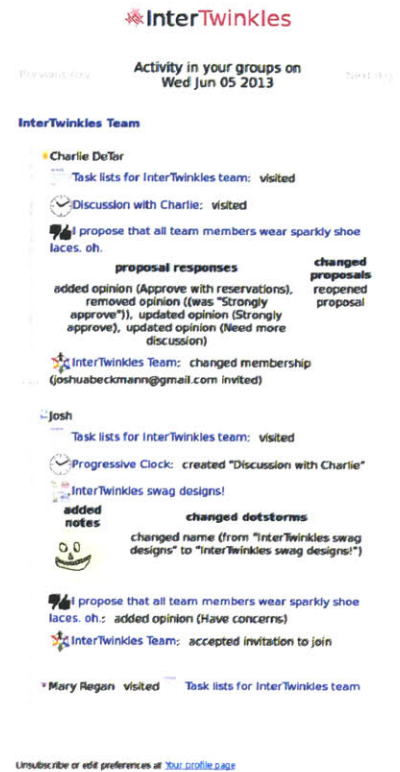 InterTwinkles
Previous day
Activity in your groups on
Wed Jun 05 2013
Next day
InterTwinkles Team
Charlie DeTar
Task lists for InterTwinkles team: visited
Discussion with Charlie: visited
I propose that all team members wear sparkly shoe
laces. oh.
proposal responses
added opinion (Approve with reservations),
removed opinion ((was "Strongly
approve")), updated opinion (Strongly
approve), updated opinion (Need more
discussion)
changed
proposals
reopened
proposal
InterTwinkles Team: changed membership
(joshuabeckmann@gmail.com invited)
Josh
Task lists for InterTwinkles team: visited
Progressive Clock: created "Discussion with Charlie"
InterTwinkles swag designs!
added
notes
changed dotstorms
changed name (from "InterTwinkles swag
designs" to "InterTwinkles swag designs!")
I propose that all team members wear sparkly shoe
laces. oh.: added opinion (Have concerns)
InterTwinkles Team: accepted invitation to join
Mary Regan visited Task lists for InterTwinkles team
Unsubscribe or edit preferences at Your profile page